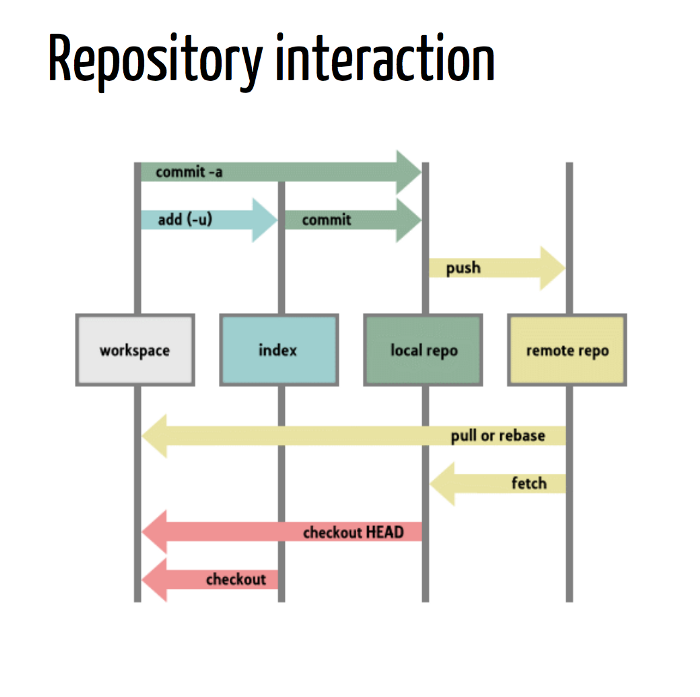 Repository interaction
commit -a
add (-u)
commit
push
workspace
index
local repo
remote repo
pull or rebase
fetch
checkout HEAD
checkout